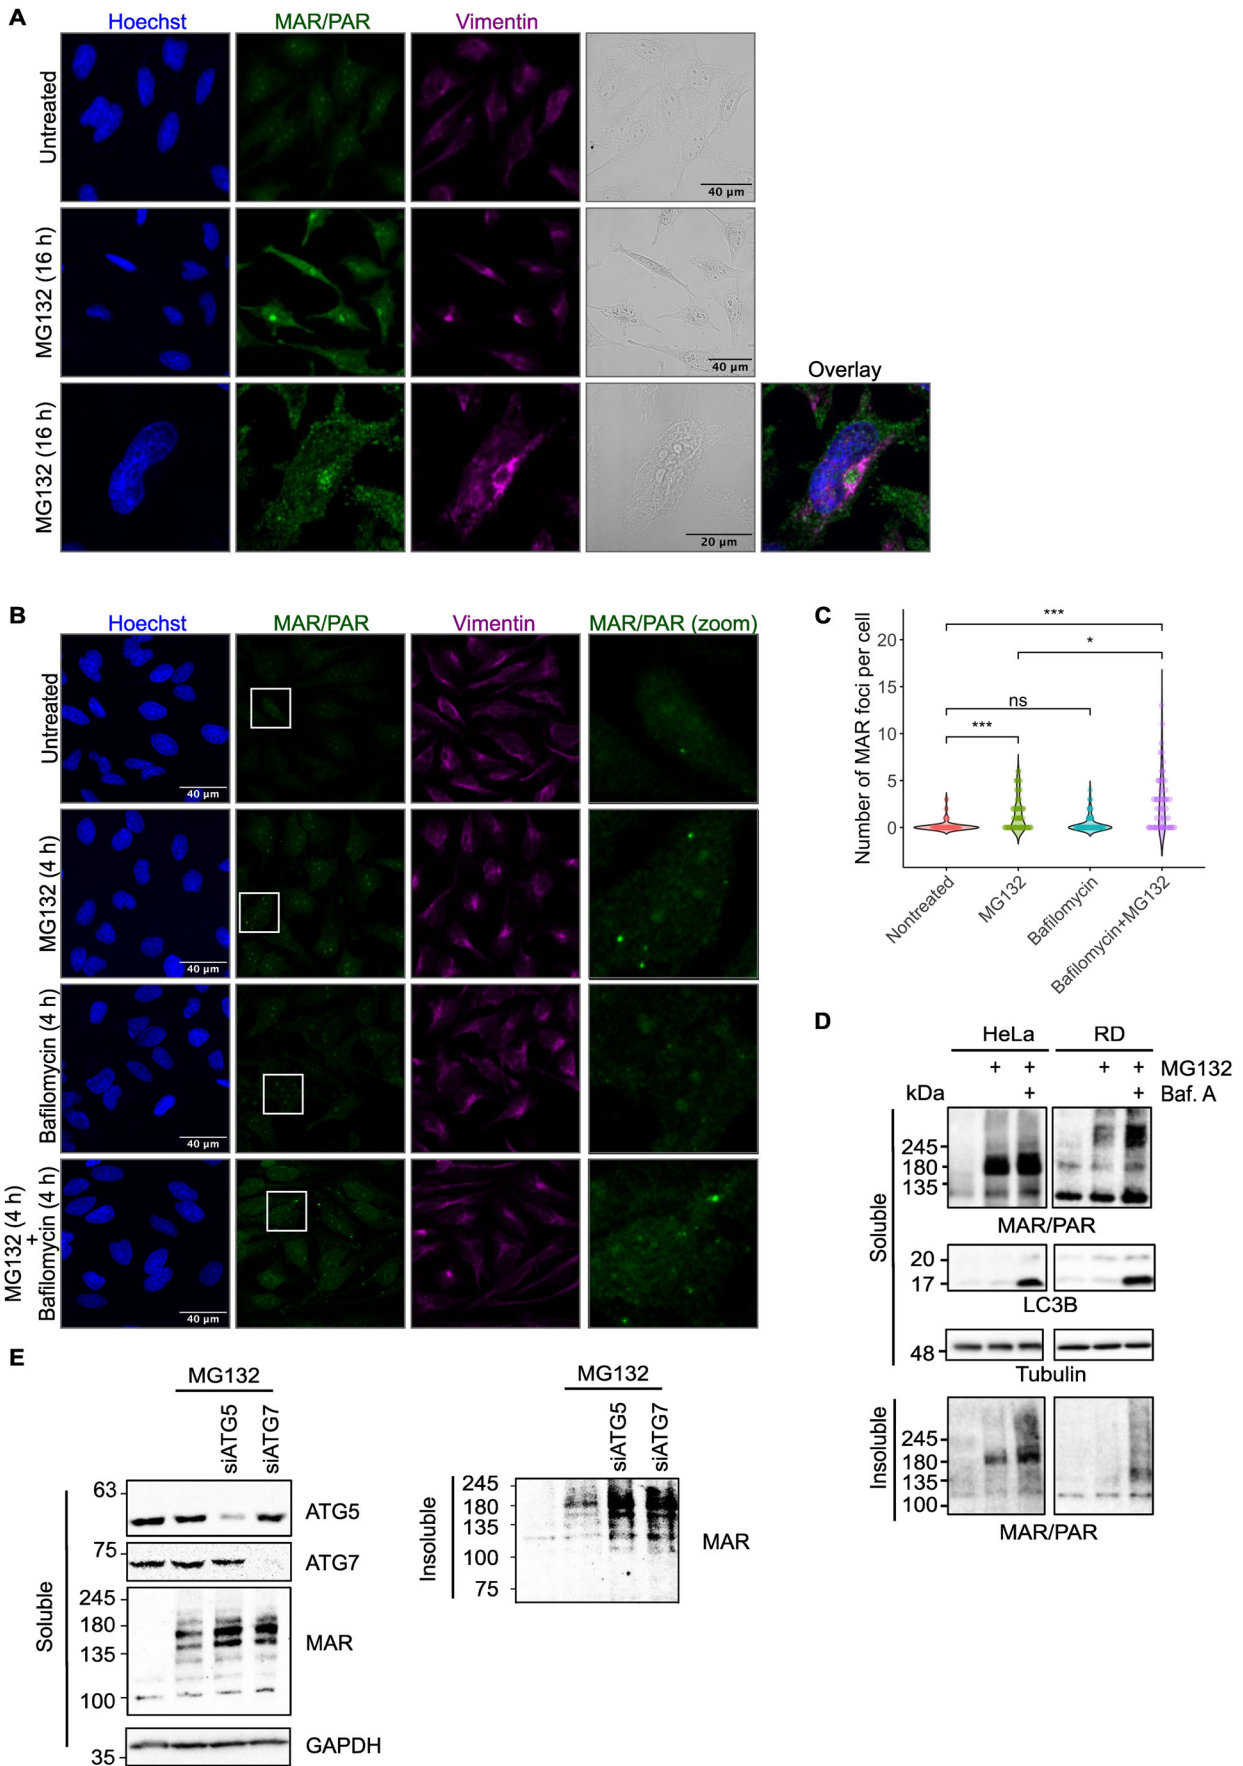 A
Hoechst MAR/PAR Vimentin
Untreated
40 µm
MG132 (16 h)
40 µm
Overlay
MG132 (16 h)
20 µm
B
Hoechst MAR/PAR Vimentin MAR/PAR (zoom)
Untreated
40 µm
MG132 (4 h)
40 µm
Bafilomycin (4 h)
40 µm
MG132 (4 h)
+
Bafilomycin (4 h)
40 µm
C
Number of MAR foci per cell
20
15
10
5
0
***
*
ns
***
Nontreated
MG132
Bafilomycin
Bafilomycin+MG132
D
HeLa RD
+ + + + MG132
kDa + + Baf. A
Soluble
245
180
135
MAR/PAR
20
17
LC3B
48
Tubulin
Insoluble
245
180
135
100
MAR/PAR
E
MG132
siATG5
siATG7
Soluble
63
ATG5
75
ATG7
245
180
135
100
MAR
35
GAPDH
MG132
siATG5
siATG7
Insoluble
245
180
135
100
75
MAR